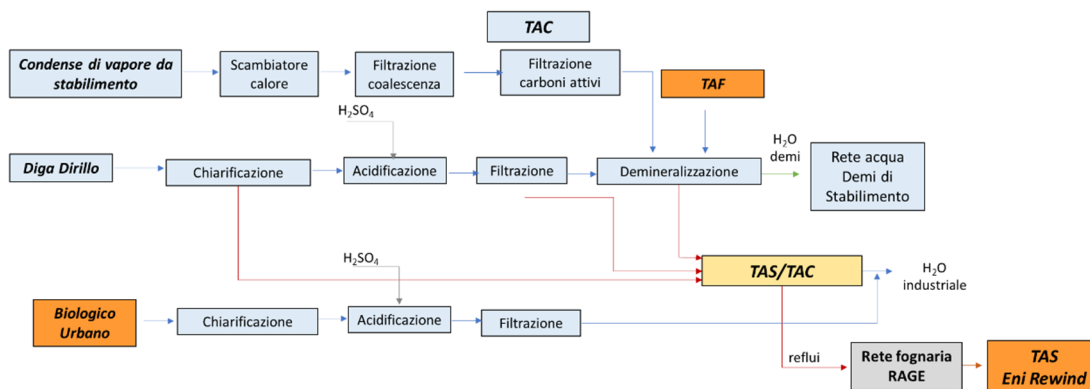 TAC
Condense di vapore da
stabilimento
Scambiatore
calore
Filtrazione
coalescenza
Filtrazione
carboni attivi
TAF
H₂SO₄
Diga Dirillo
Chiarificazione
Acidificazione
Filtrazione
Demineralizzazione
H₂O
demi
Rete acqua
Demi di
Stabilimento
H₂SO₄
TAS/TAC
H₂O
industriale
Biologico
Urbano
Chiarificazione
Acidificazione
Filtrazione
reflui
Rete fognaria
RAGE
TAS
Eni Rewind